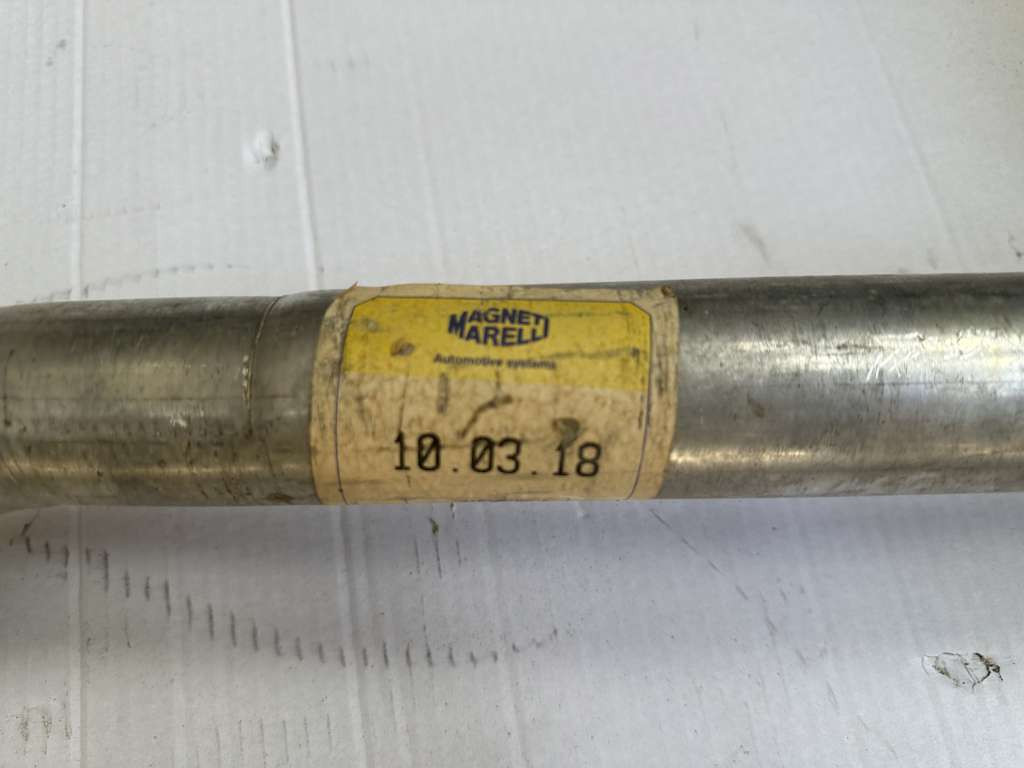 MAGNETI
MARELLI
Automotive systems
10.03.18